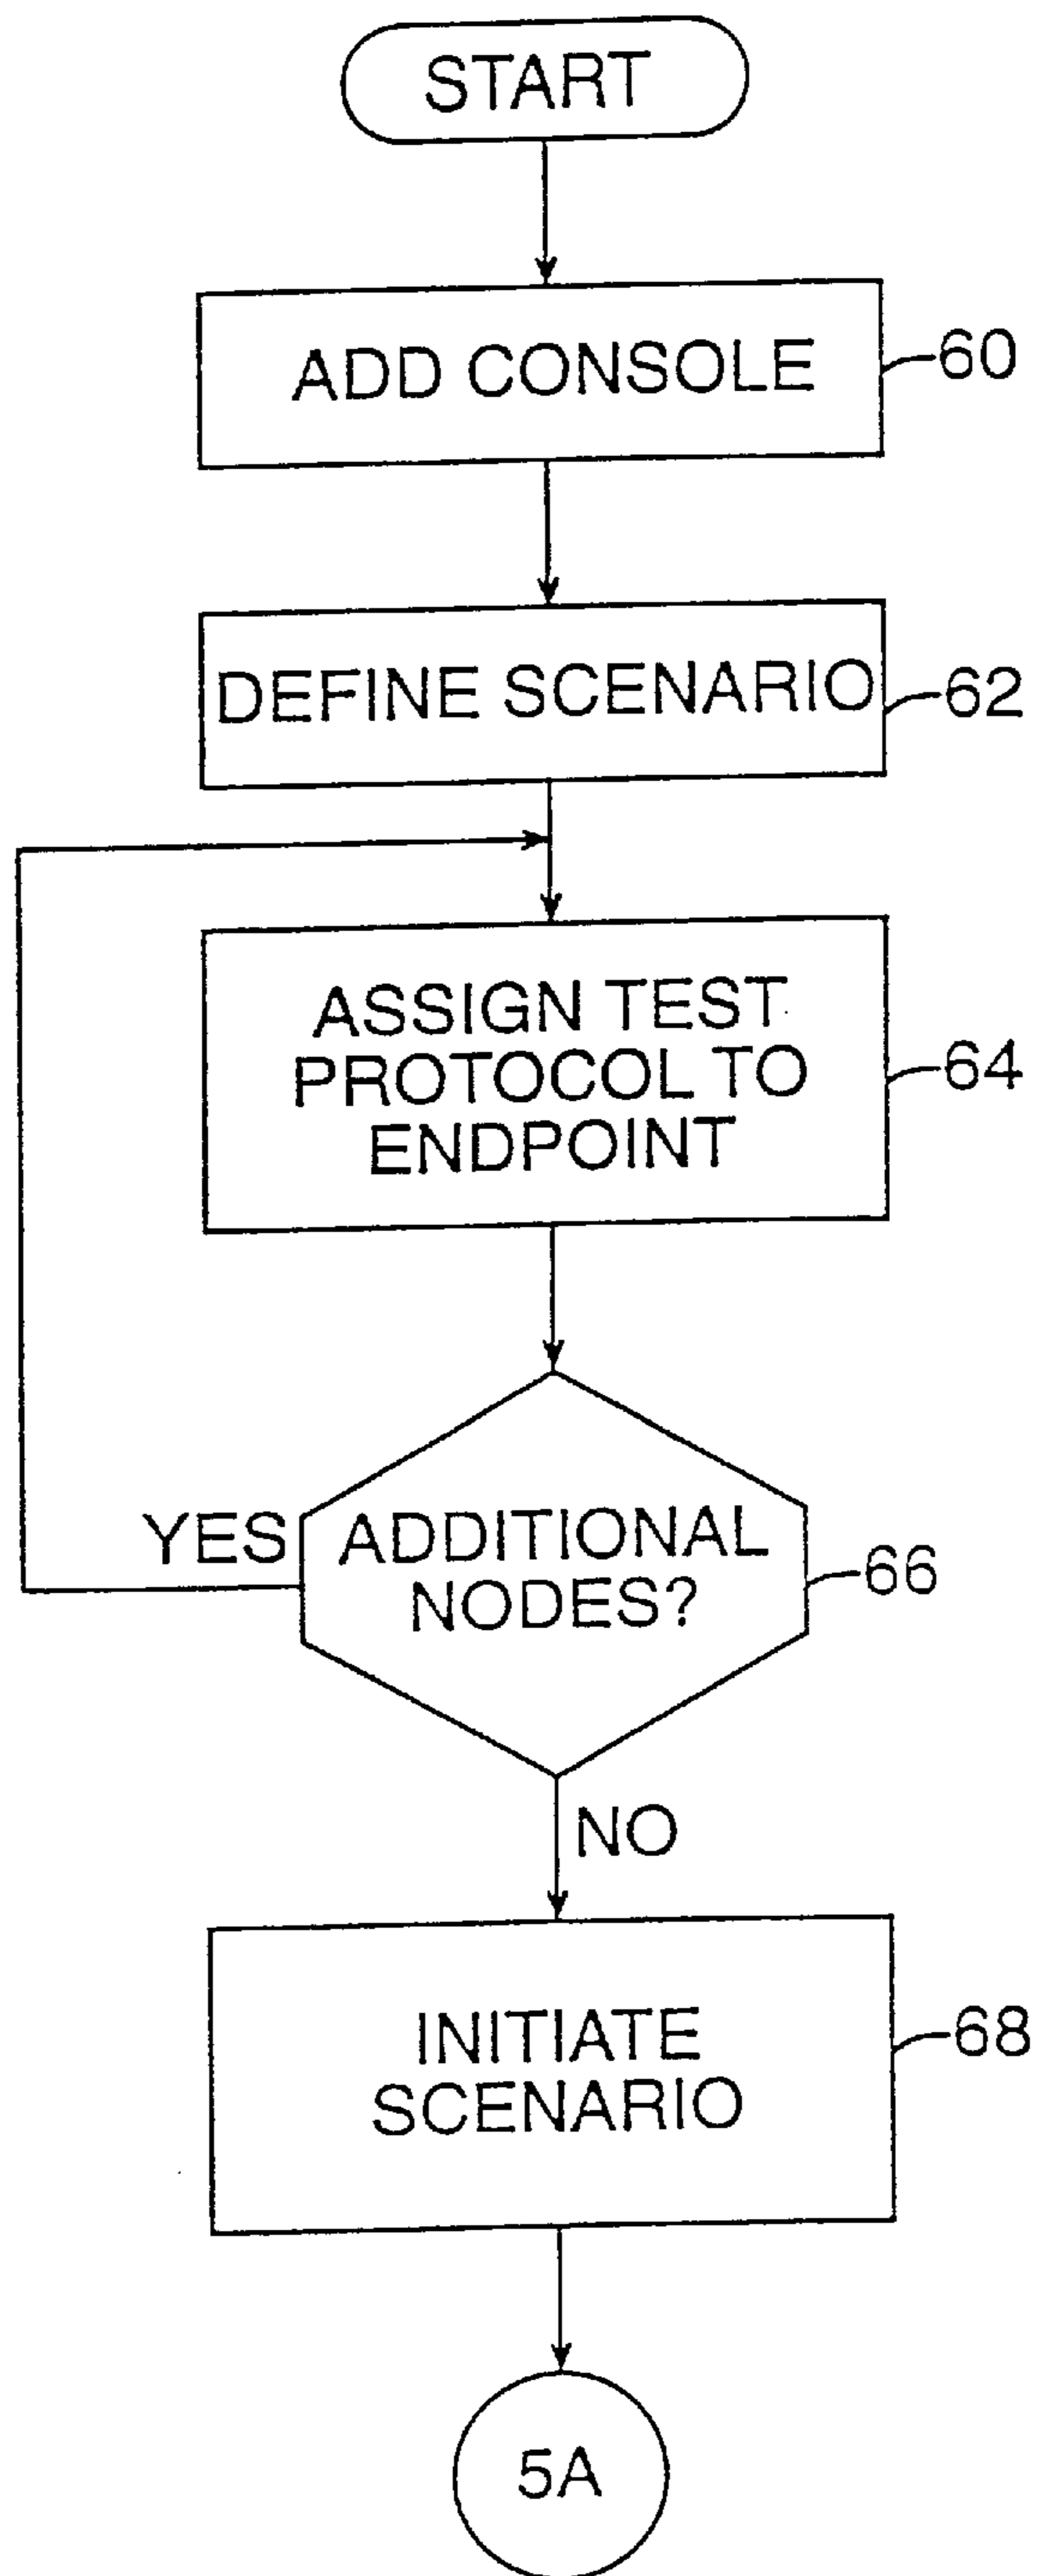 START
ADD CONSOLE
60
DEFINE SCENARIO
62
ASSIGN TEST
PROTOCOL TO
ENDPOINT
64
YES
ADDITIONAL
NODES?
66
NO
INITIATE
SCENARIO
68
5A